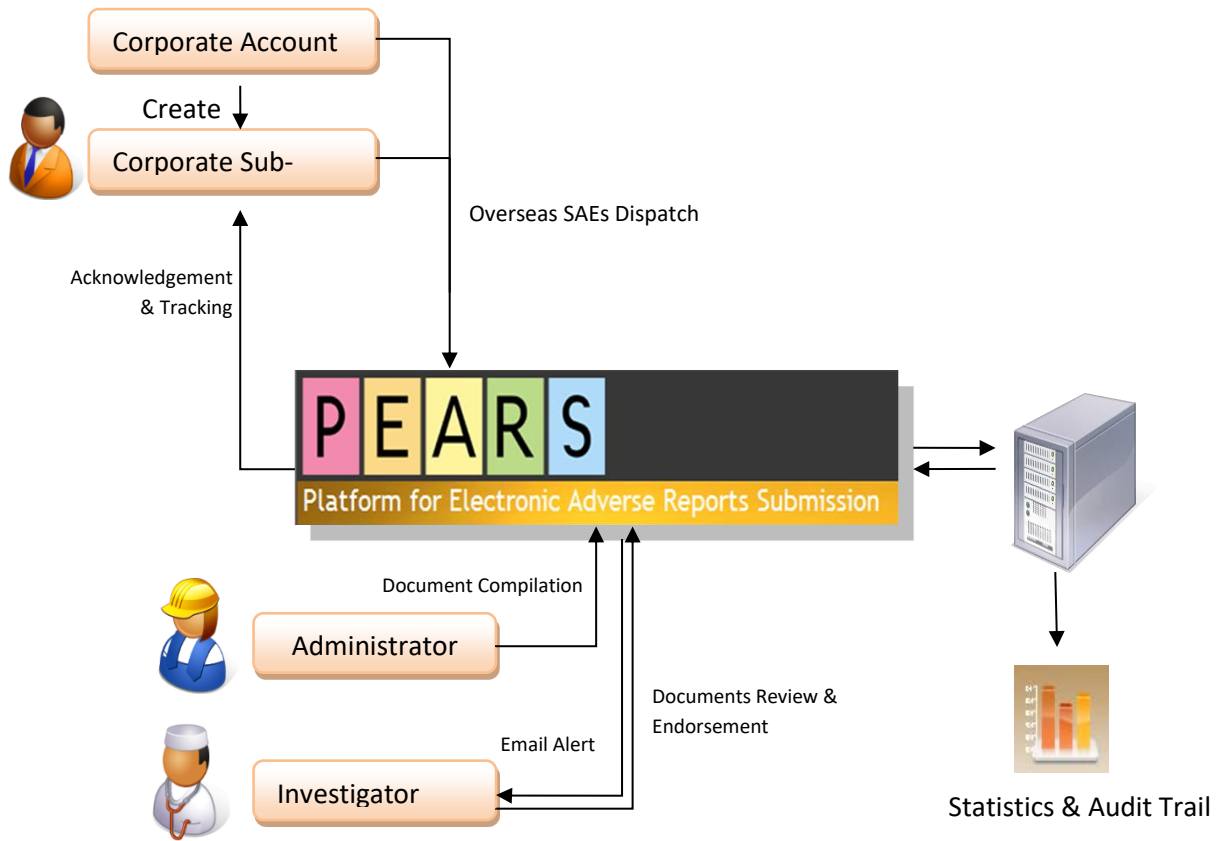 Corporate Account
Create
Corporate Sub-
Overseas SAEs Dispatch
Acknowledgement
& Tracking
PEARS
Platform for Electronic Adverse Reports Submission
Document Compilation
Administrator
Documents Review &
Endorsement
Email Alert
Investigator
Statistics & Audit Trail